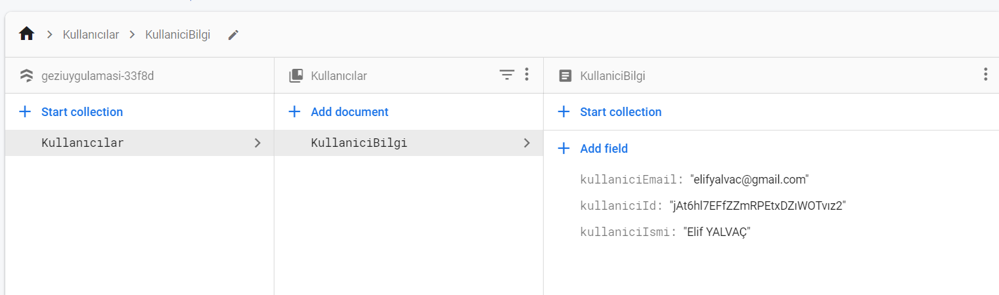 Kullanıcılar KullaniciBilgi
geziuygulamasi-33f8d
Start collection
Kullanıcılar
Kullanıcılar
Add document
KullaniciBilgi
KullaniciBilgi
Start collection
Add field
kullaniciEmail: "elifyalvac@gmail.com"
kullaniciId: "jAt6hl7EFfZZmRPEtxDZıWOTvız2"
kullaniciIsmi: "Elif YALVAÇ"